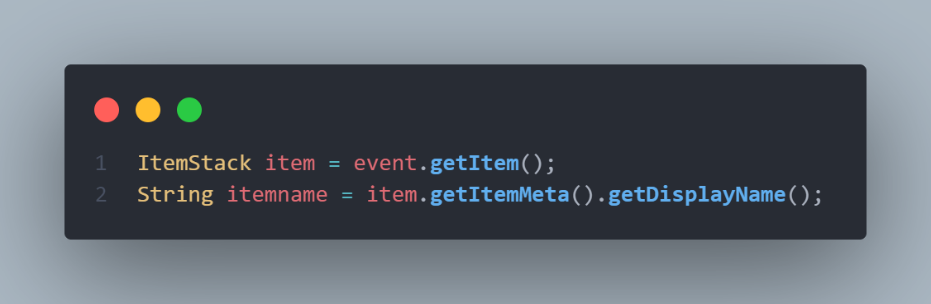 1 ItemStack item = event.getItem();
2 String itemname = item.getItemMeta().getDisplayName();